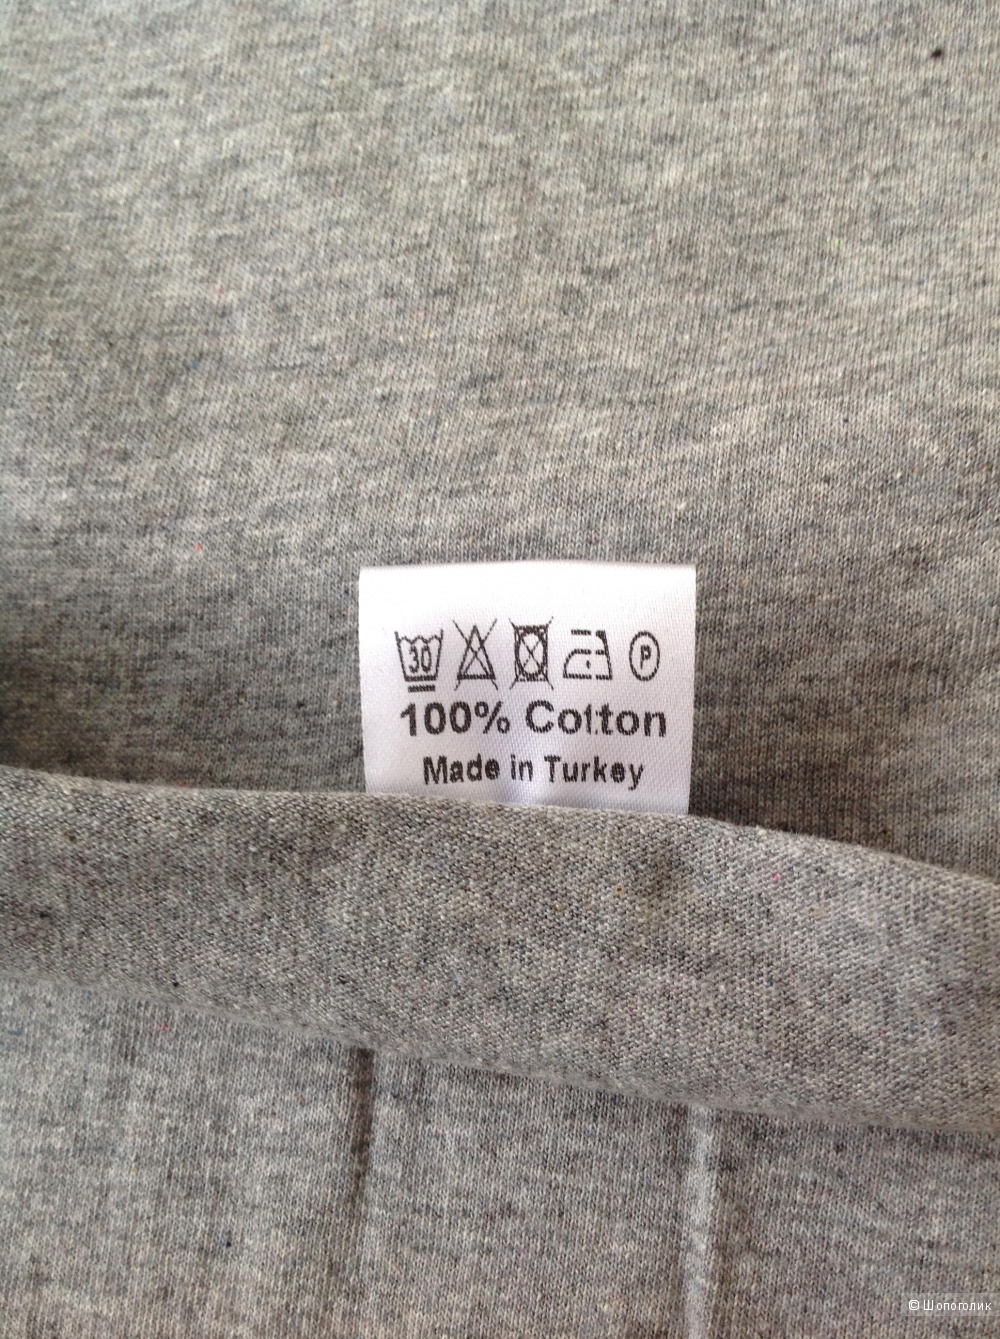 30 P
100% Cotton
Made in Turkey
© Шопоголик